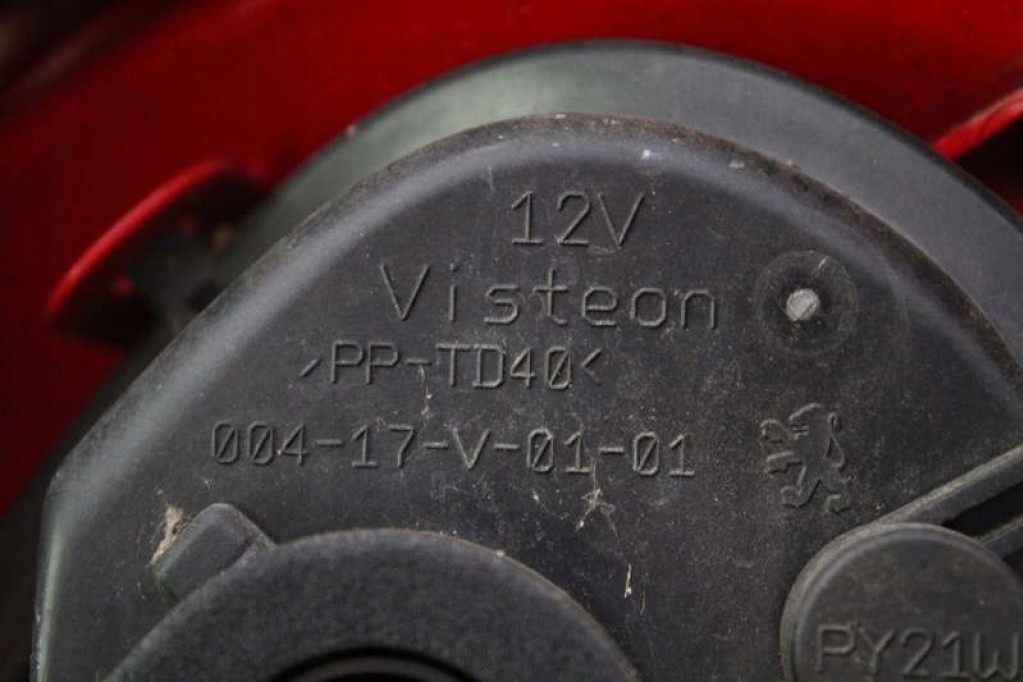 12V
Visteon
>PP-TD40<
004-17-V-01-01
PY21W